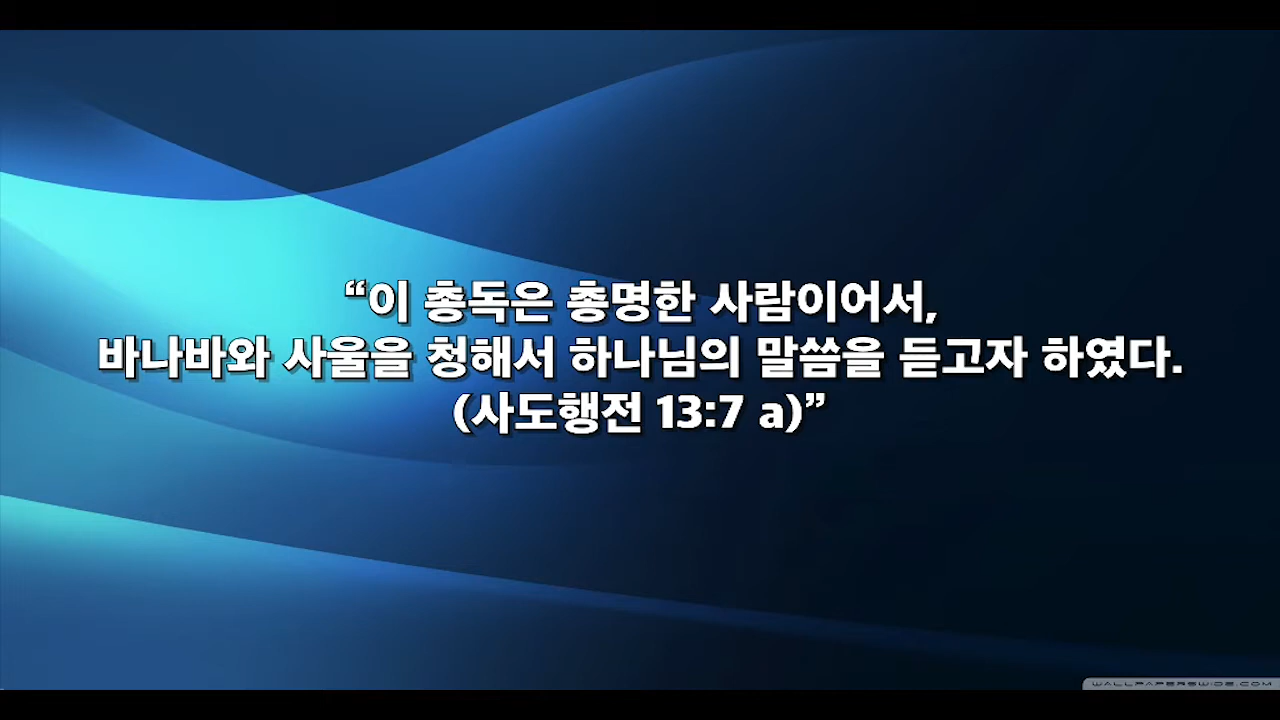 “이 총독은 총명한 사람이어서,
바나바와 사울을 청해서 하나님의 말씀을 듣고자 하였다.
(사도행전 13:7 a)”
WALLPAPERSWIDE.COM